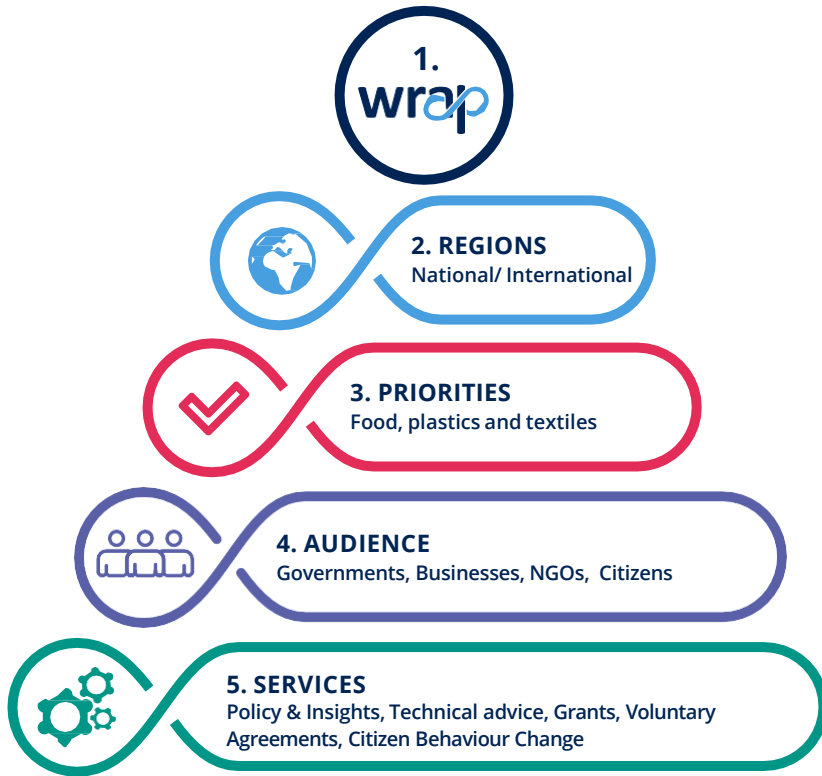 1.
wrap
2. REGIONS
National/ International
3. PRIORITIES
Food, plastics and textiles
4. AUDIENCE
Governments, Businesses, NGOs,  Citizens
5. SERVICES
Policy & Insights, Technical advice, Grants, Voluntary
Agreements, Citizen Behaviour Change